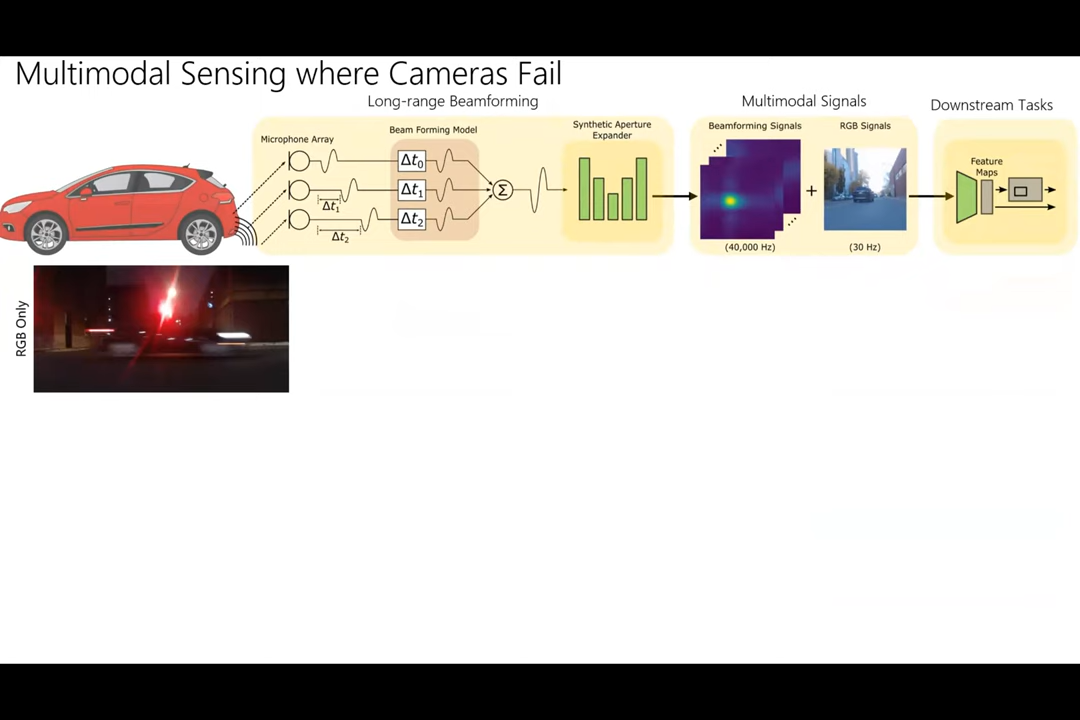 Multimodal Sensing where Cameras Fail
Long-range Beamforming
Multimodal Signals
Downstream Tasks
Microphone Array
Beam Forming Model
Synthetic Aperture
Expander
Beamforming Signals
RGB Signals
Feature
Maps
Δt₀
Δt₁
Δt₂
Δt₁
Δt₂
Σ
+
(40,000 Hz)
(30 Hz)
RGB Only